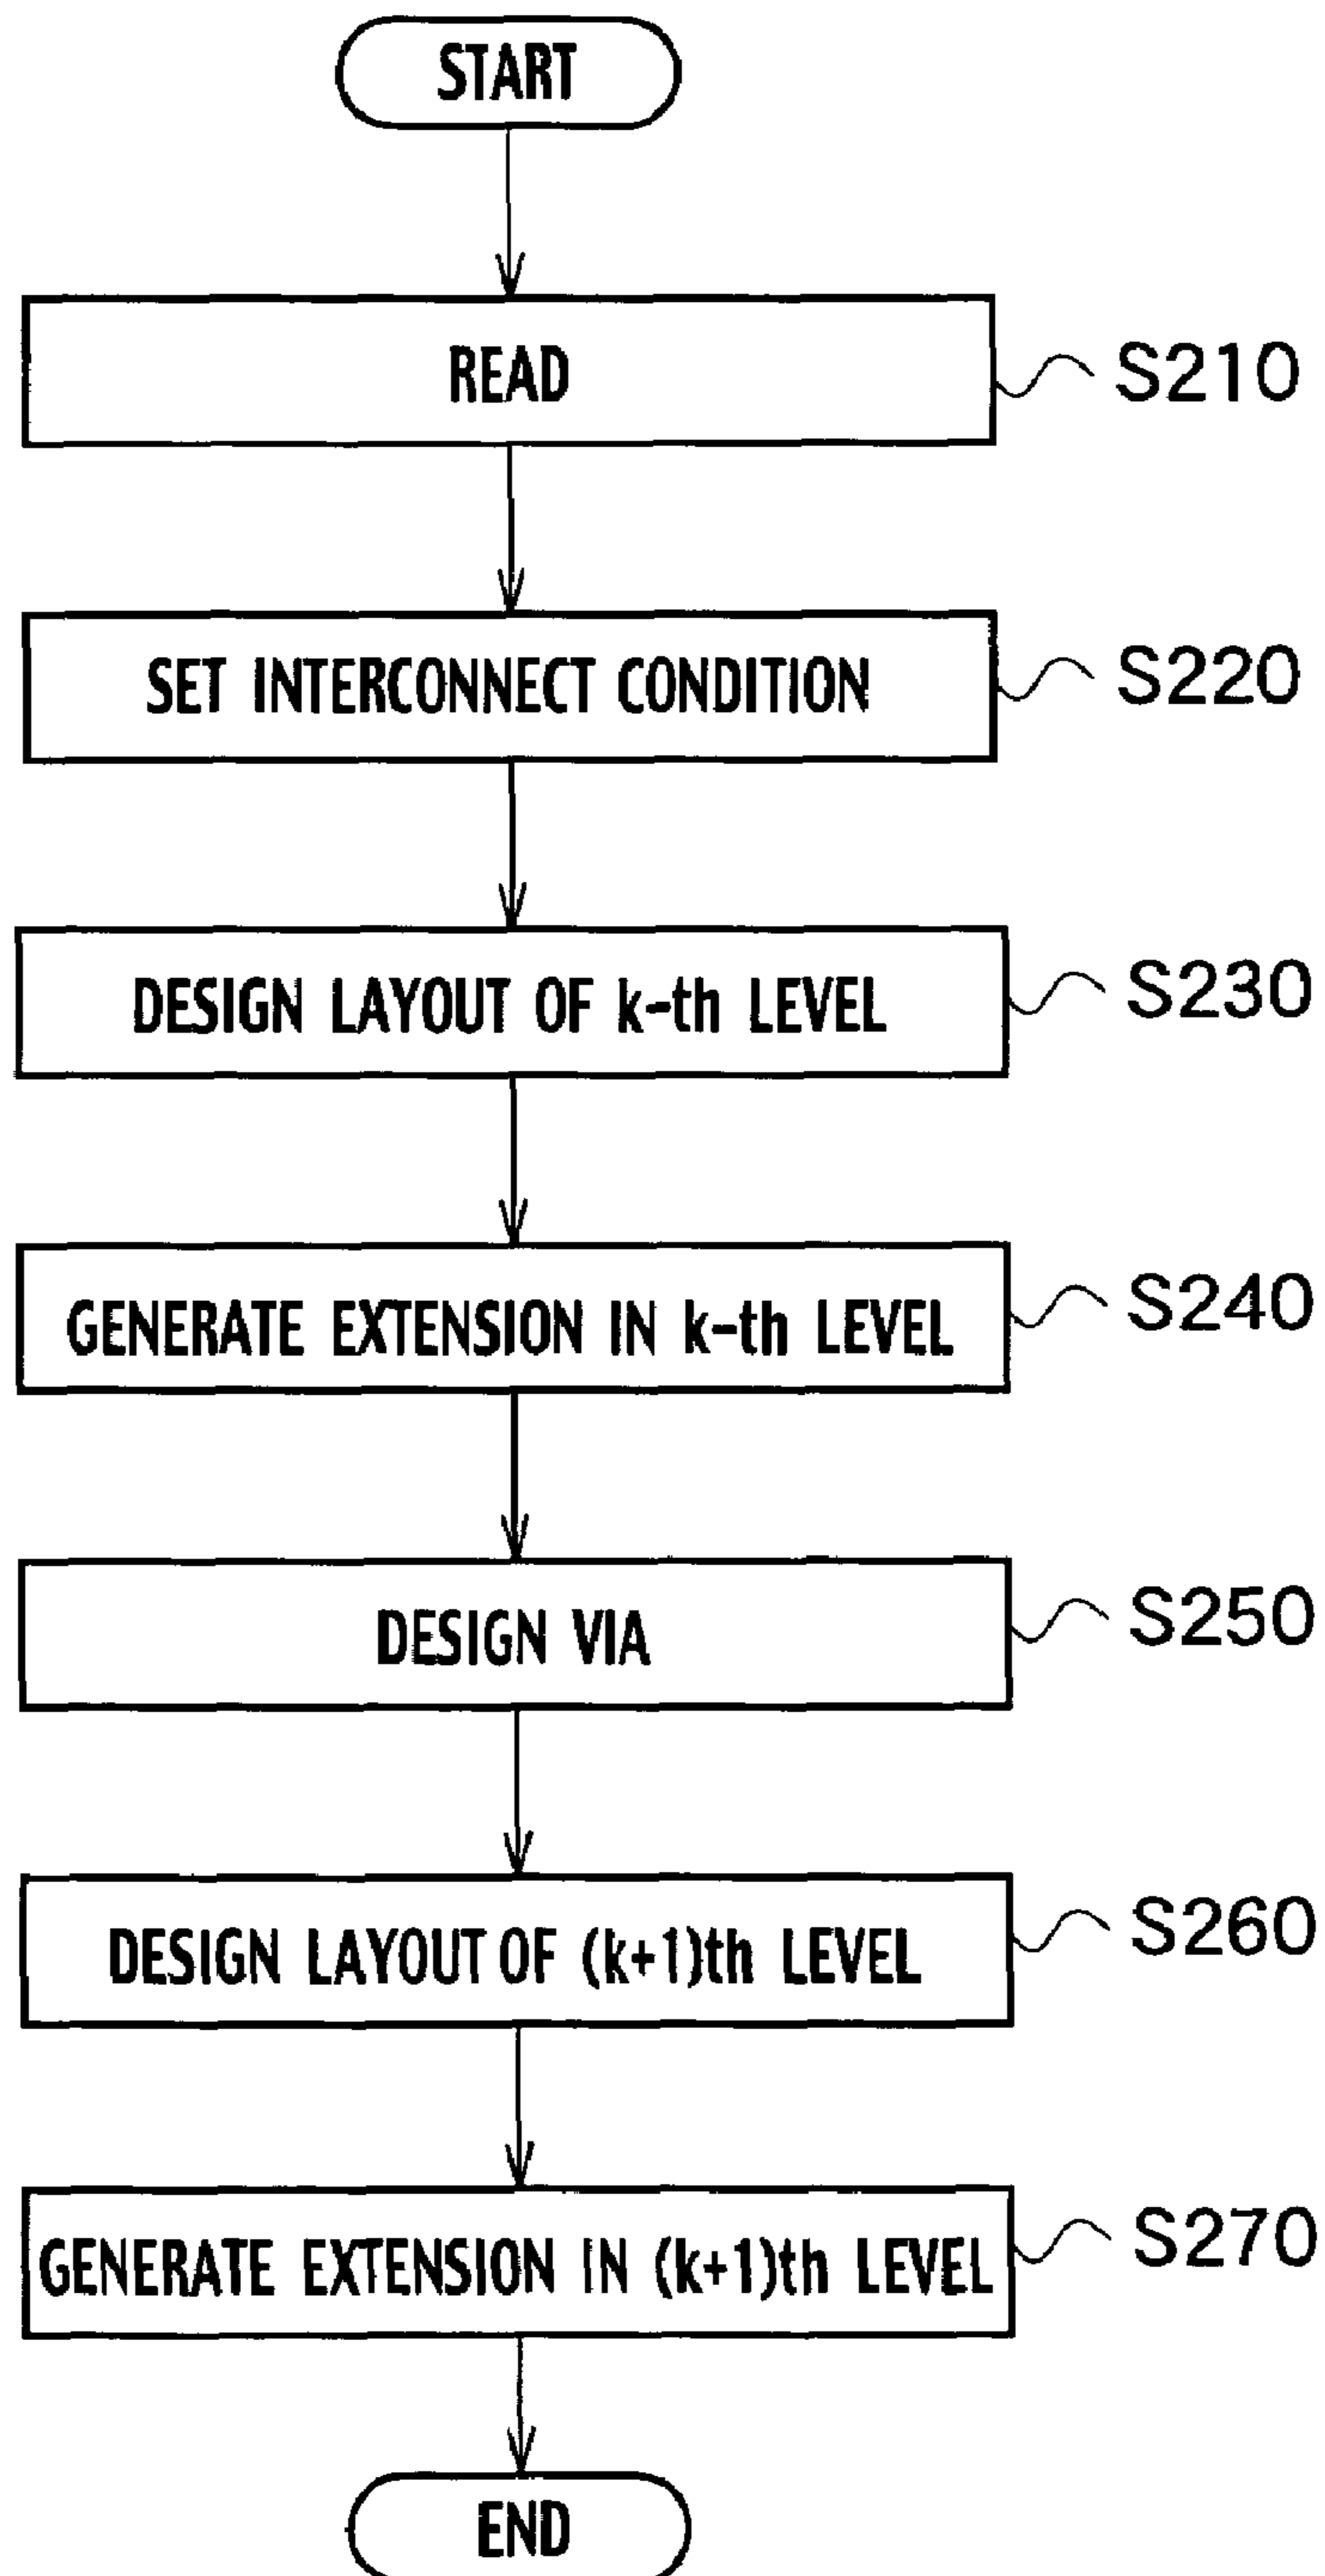 START
READ
S210
SET INTERCONNECT CONDITION
S220
DESIGN LAYOUT OF k-th LEVEL
S230
GENERATE EXTENSION IN k-th LEVEL
S240
DESIGN VIA
S250
DESIGN LAYOUT OF (k+1)th LEVEL
S260
GENERATE EXTENSION IN (k+1)th LEVEL
S270
END